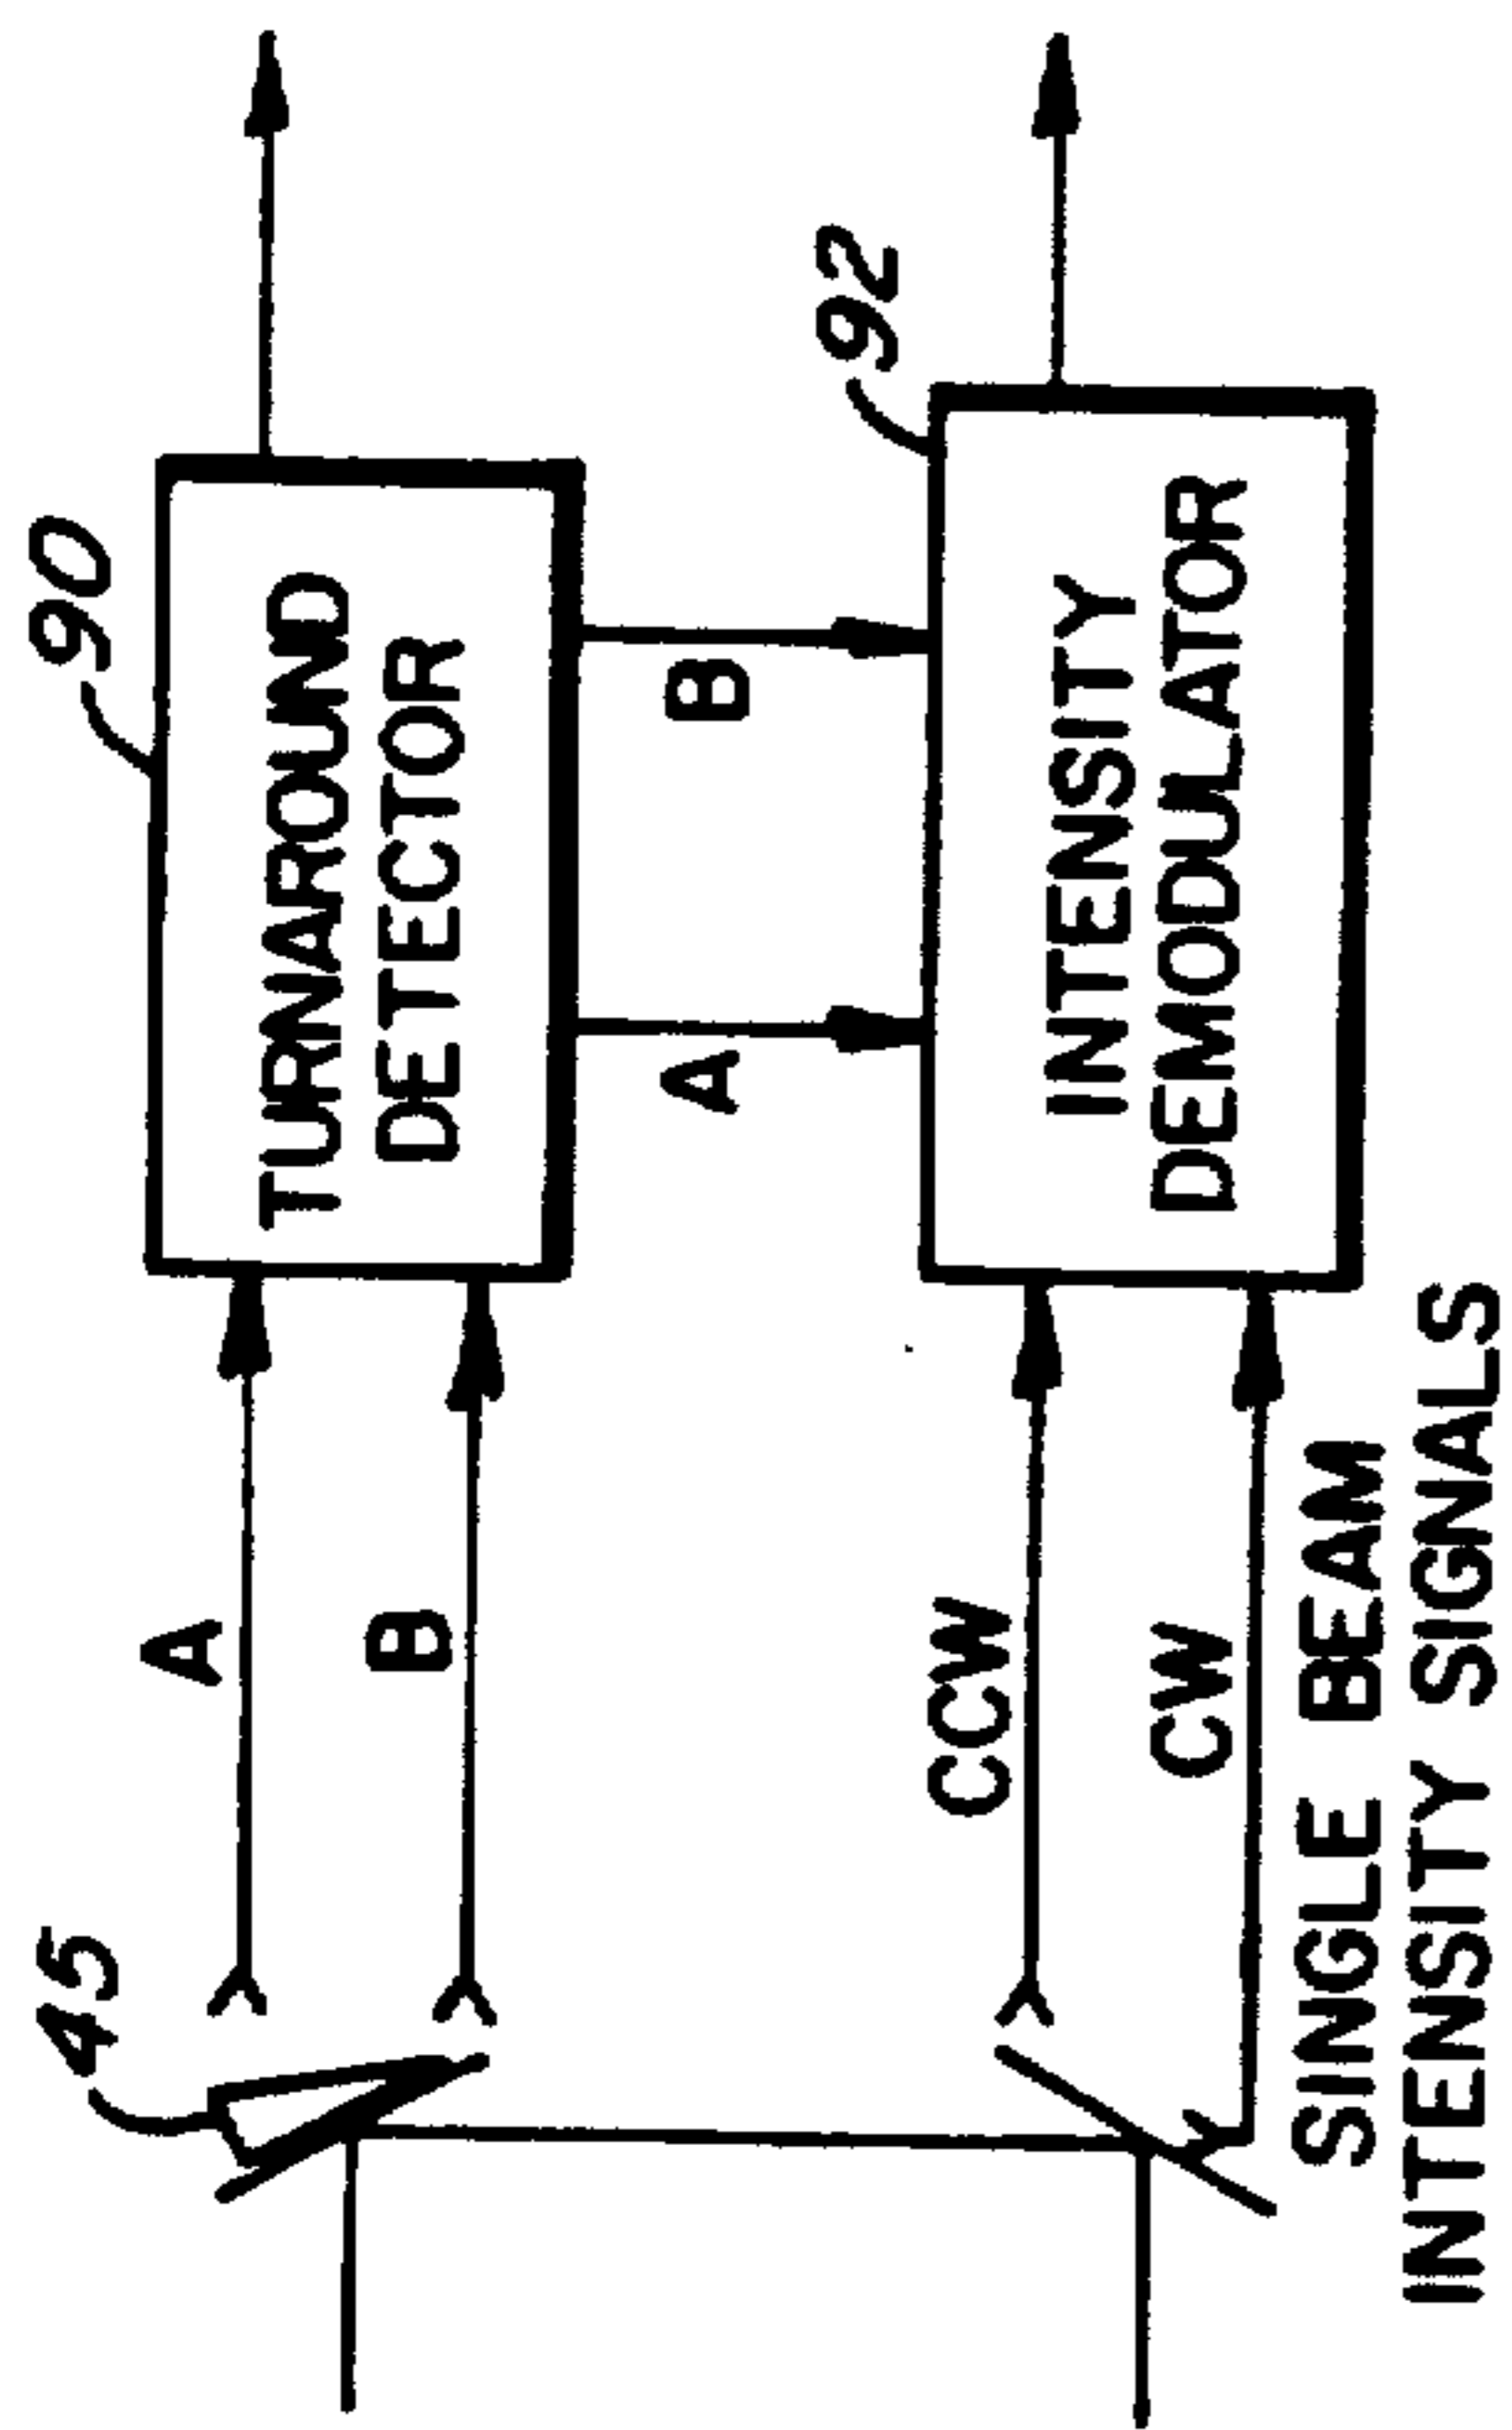 45
A
B
90
TURNAROUND
DETECTOR
A
B
92
CCW
CW
INTENSITY
DEMODULATOR
SINGLE BEAM
INTENSITY SIGNALS